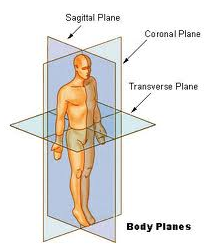 Sagittal Plane
Coronal Plane
Transverse Plane
Body Planes